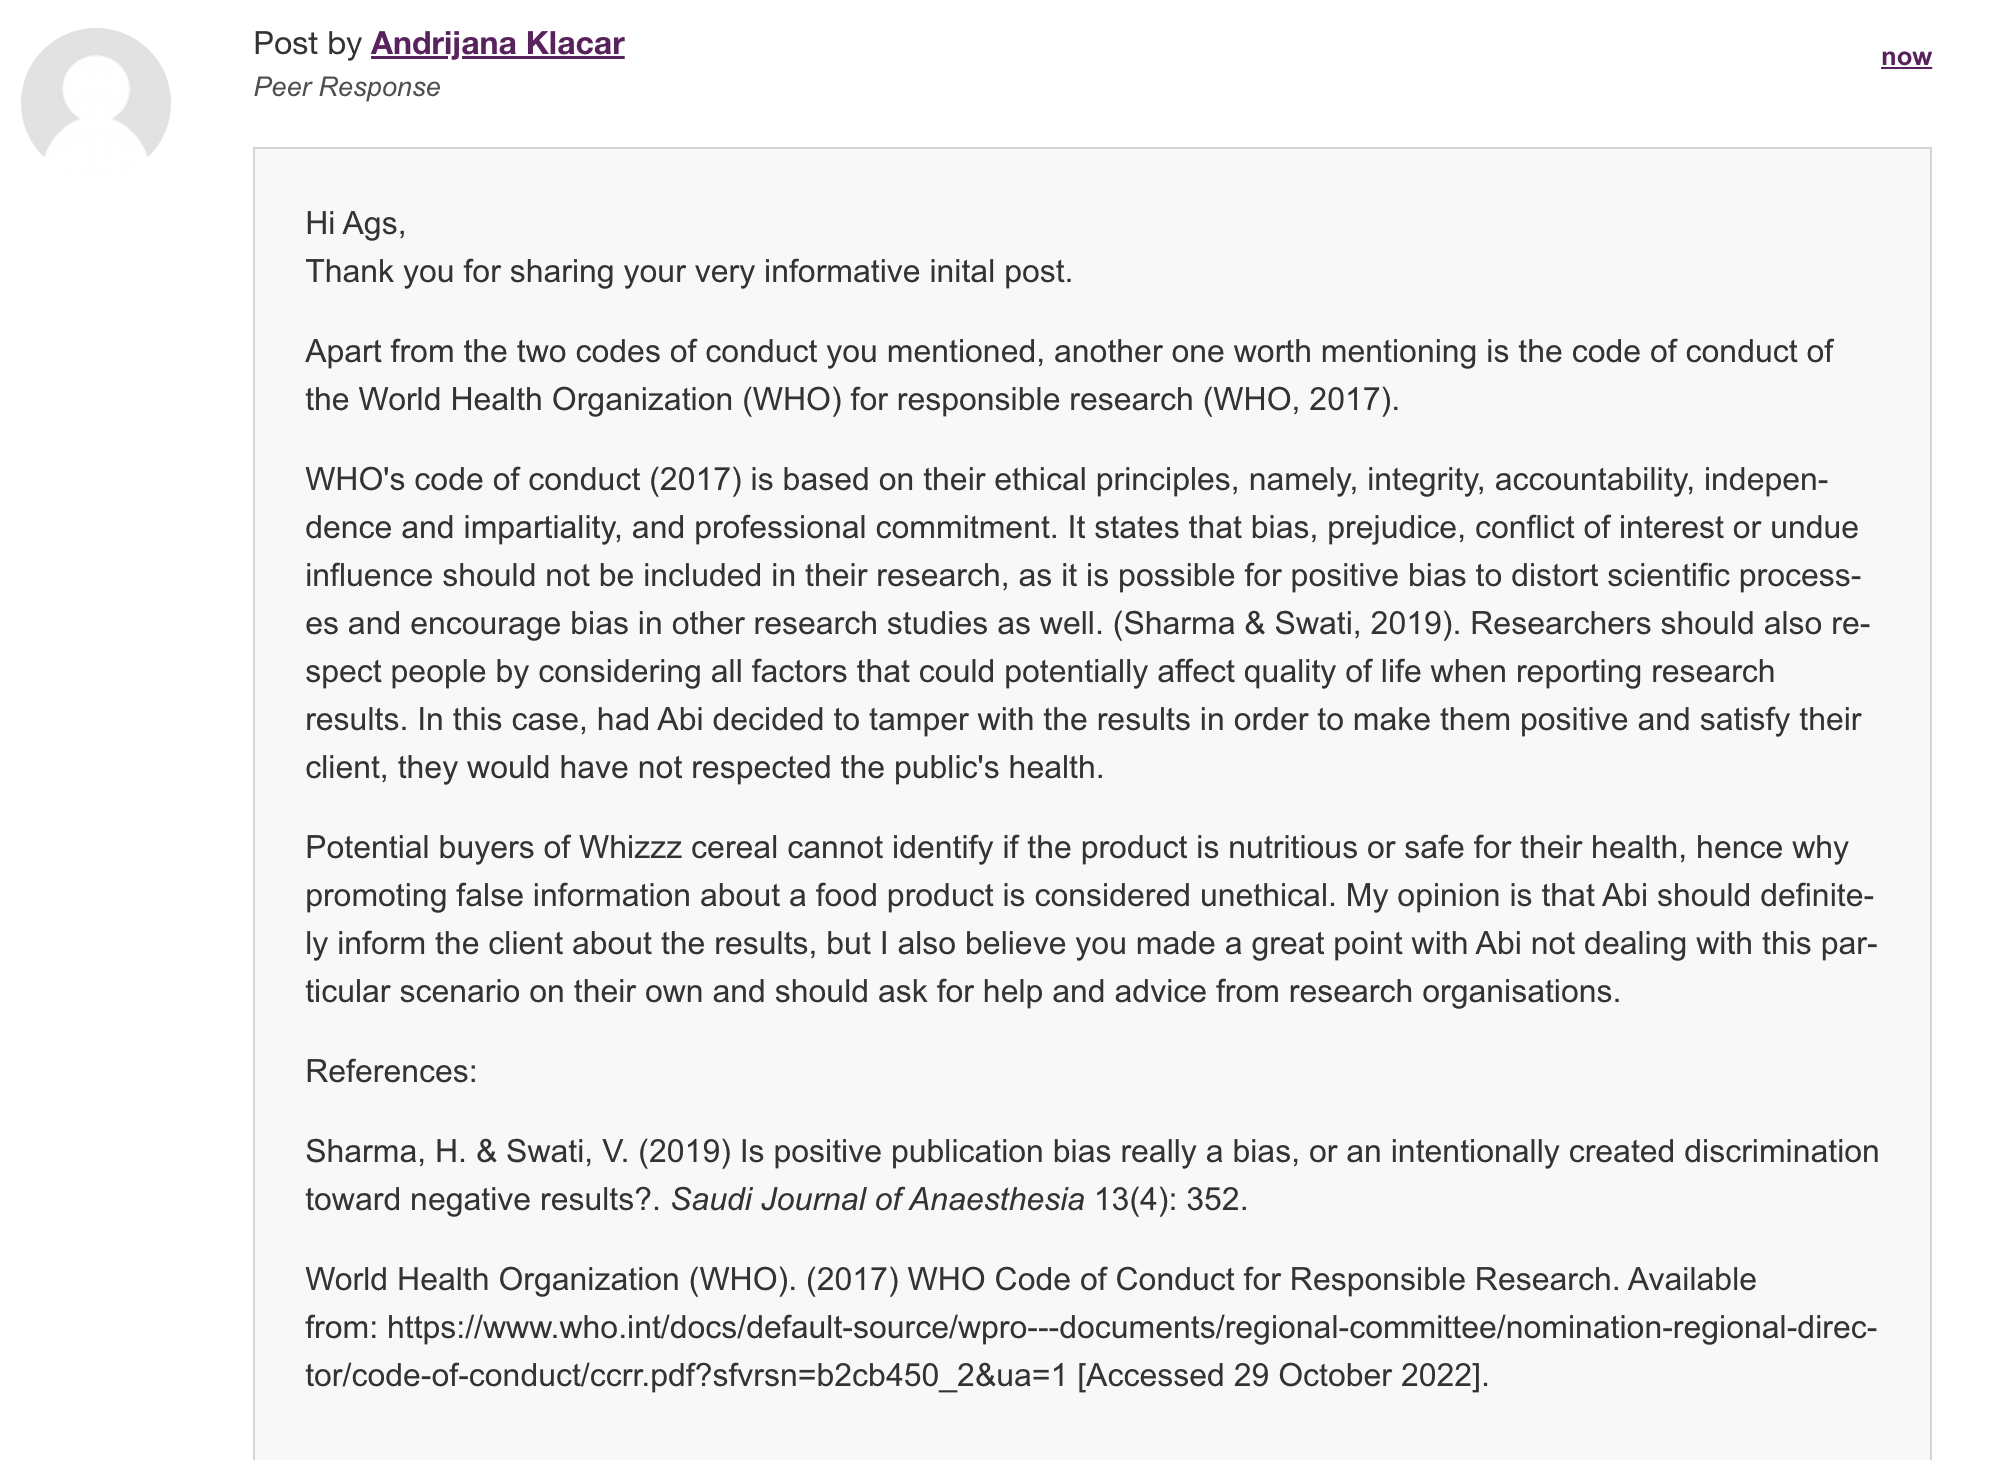 Post by Andrijana Klacar
now
Peer Response
Hi Ags,
Thank you for sharing your very informative inital post.
Apart from the two codes of conduct you mentioned, another one worth mentioning is the code of conduct of
the World Health Organization (WHO) for responsible research (WHO, 2017).
WHO's code of conduct (2017) is based on their ethical principles, namely, integrity, accountability, indepen-
dence and impartiality, and professional commitment. It states that bias, prejudice, conflict of interest or undue
influence should not be included in their research, as it is possible for positive bias to distort scientific process-
es and encourage bias in other research studies as well. (Sharma & Swati, 2019). Researchers should also re-
spect people by considering all factors that could potentially affect quality of life when reporting research
results. In this case, had Abi decided to tamper with the results in order to make them positive and satisfy their
client, they would have not respected the public's health.
Potential buyers of Whizzz cereal cannot identify if the product is nutritious or safe for their health, hence why
promoting false information about a food product is considered unethical. My opinion is that Abi should definite-
ly inform the client about the results, but I also believe you made a great point with Abi not dealing with this par-
ticular scenario on their own and should ask for help and advice from research organisations.
References:
Sharma, H. & Swati, V. (2019) Is positive publication bias really a bias, or an intentionally created discrimination
toward negative results?. Saudi Journal of Anaesthesia 13(4): 352.
World Health Organization (WHO). (2017) WHO Code of Conduct for Responsible Research. Available
from: https://www.who.int/docs/default-source/wpro---documents/regional-committee/nomination-regional-direc-
tor/code-of-conduct/ccrr.pdf?sfvrsn=b2cb450_2&ua=1 [Accessed 29 October 2022].